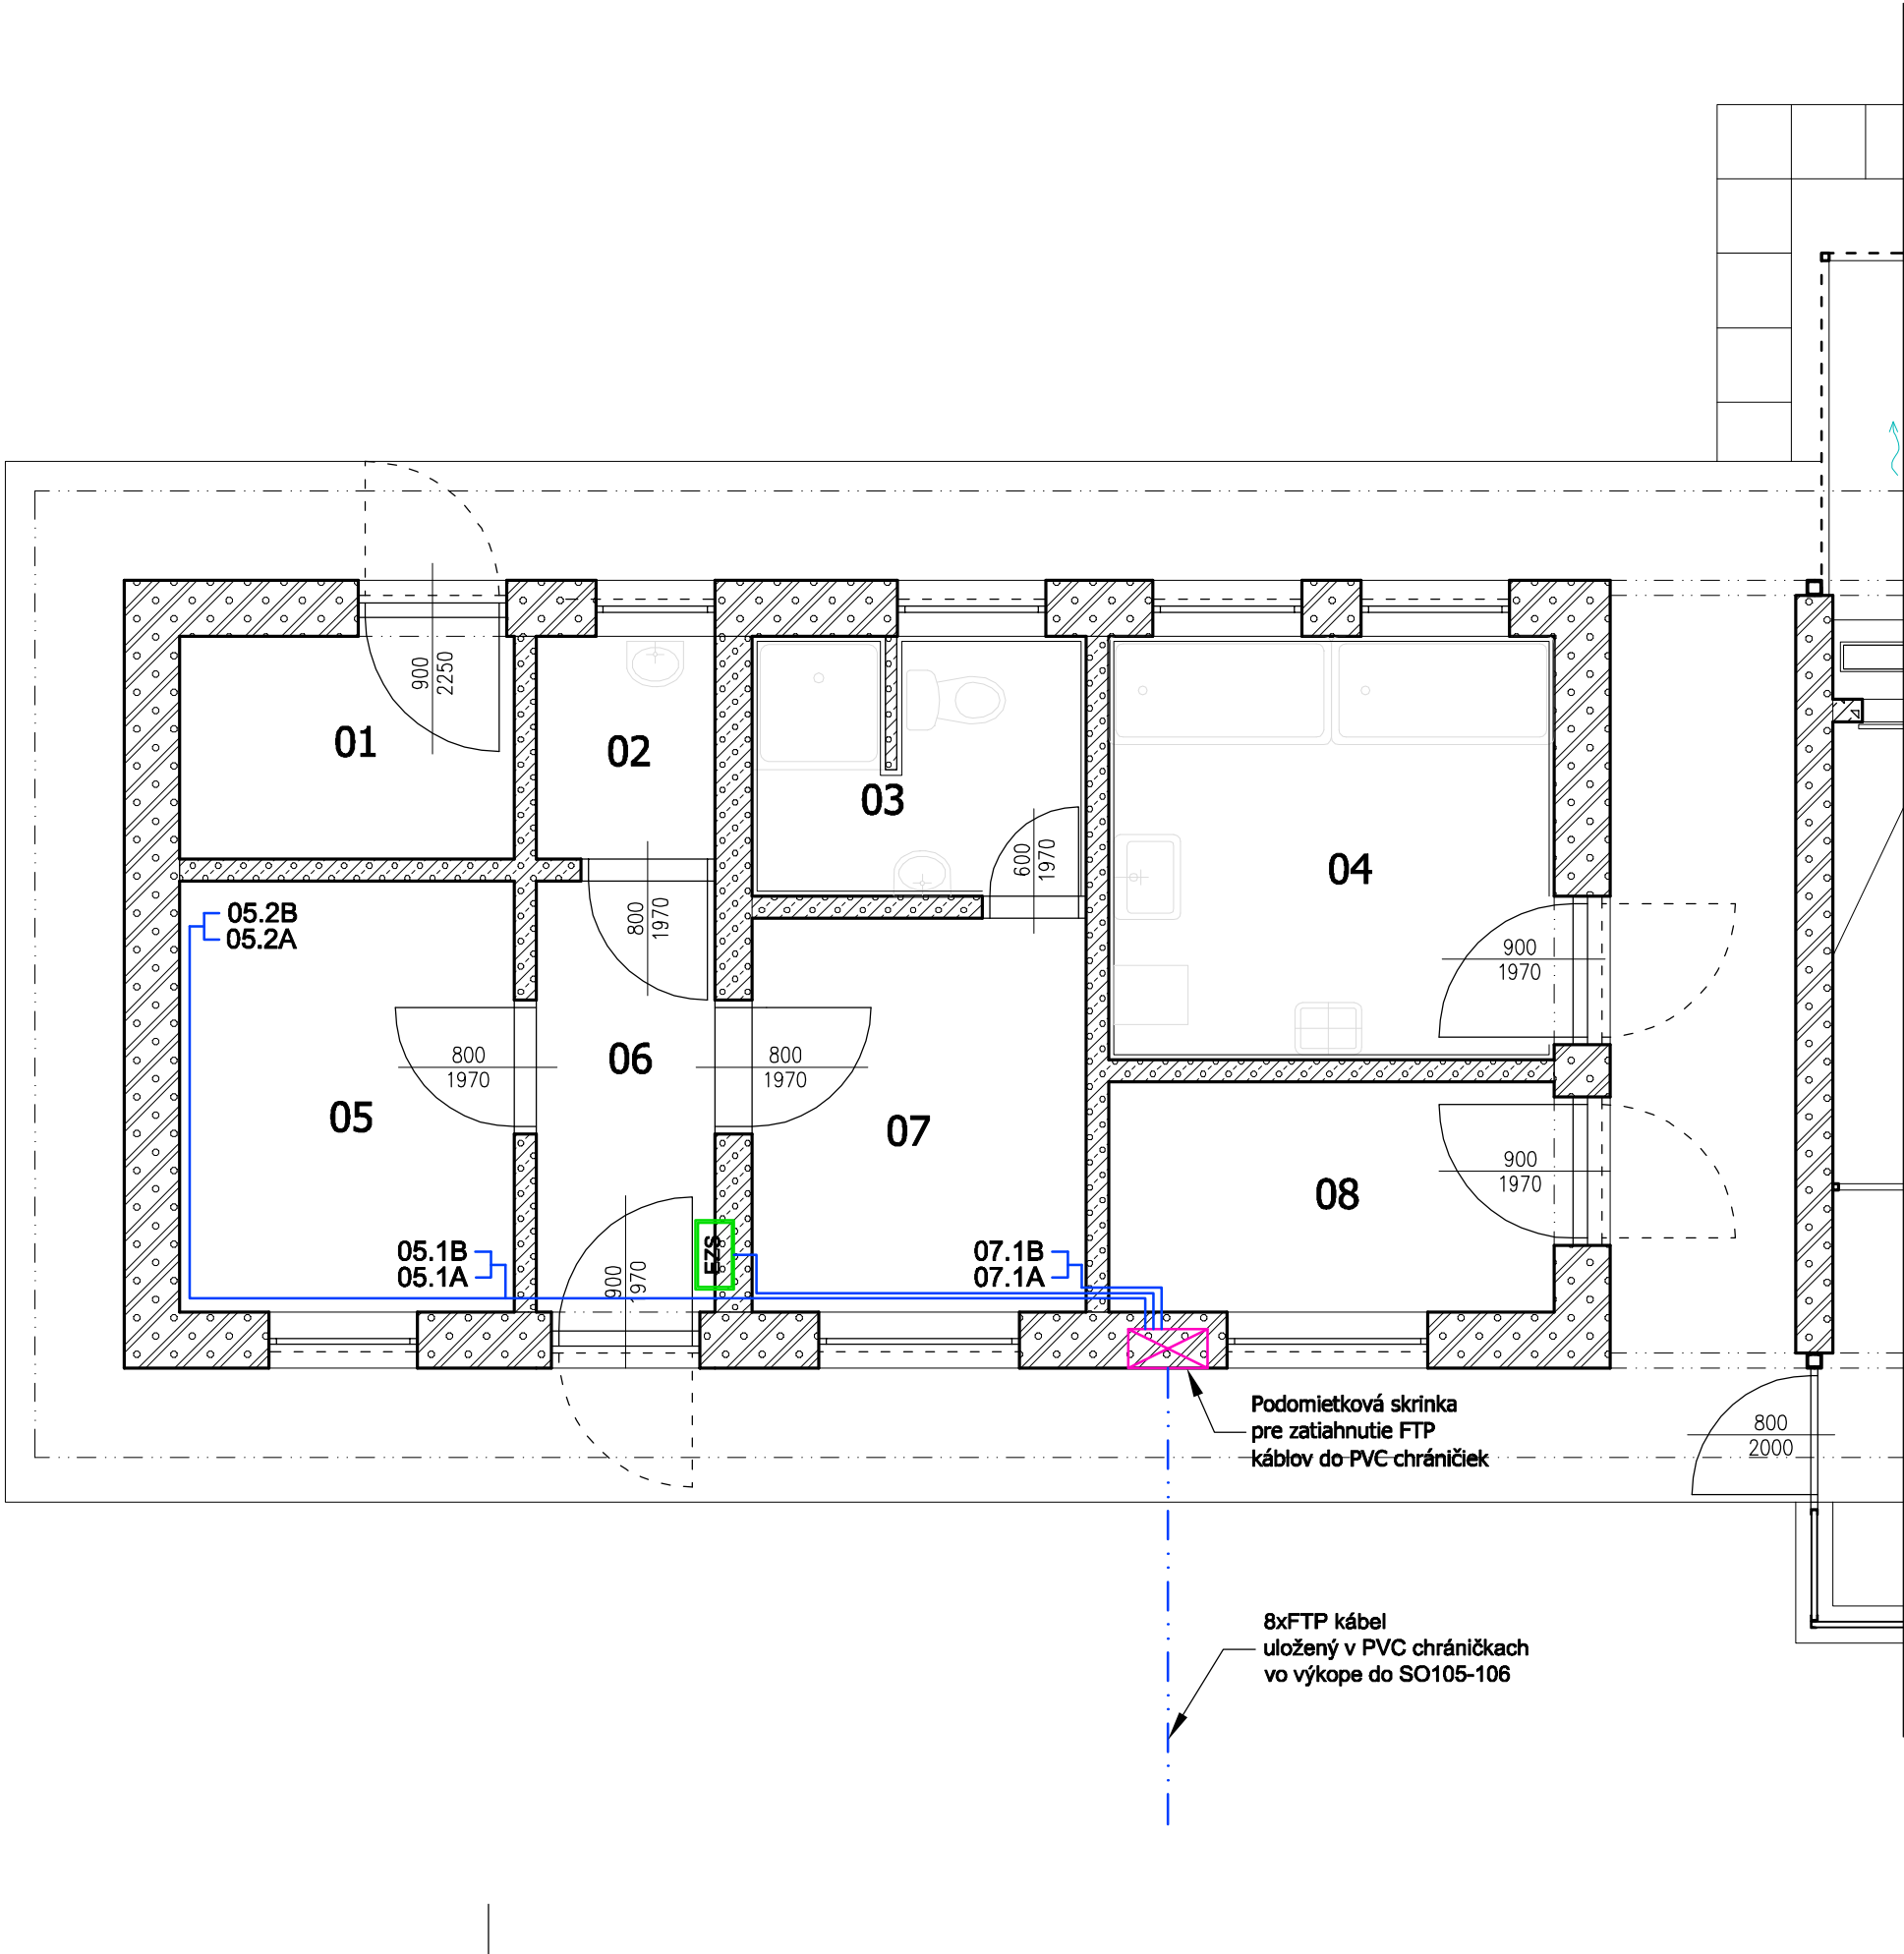 900
2250
01
02
03
600
1970
04
800
1970
05.2B
05.2A
900
1970
800
1970
06
800
1970
05
07
900
1970
08
EZS
05.1B
05.1A
07.1B
07.1A
900
970
Podomietková skrinka
pre zatiahnutie FTP
káblov do PVC chráničiek
800
2000
8xFTP kábel
uložený v PVC chráničkach
vo výkope do SO105-106